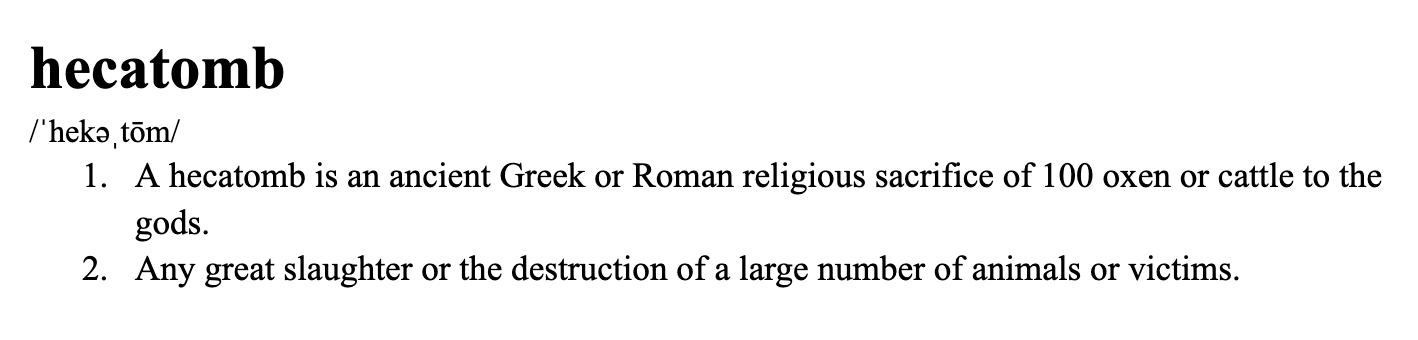 hecatomb
/ˈhekəˌtōm/
1. A hecatomb is an ancient Greek or Roman religious sacrifice of 100 oxen or cattle to the
gods.
2. Any great slaughter or the destruction of a large number of animals or victims.